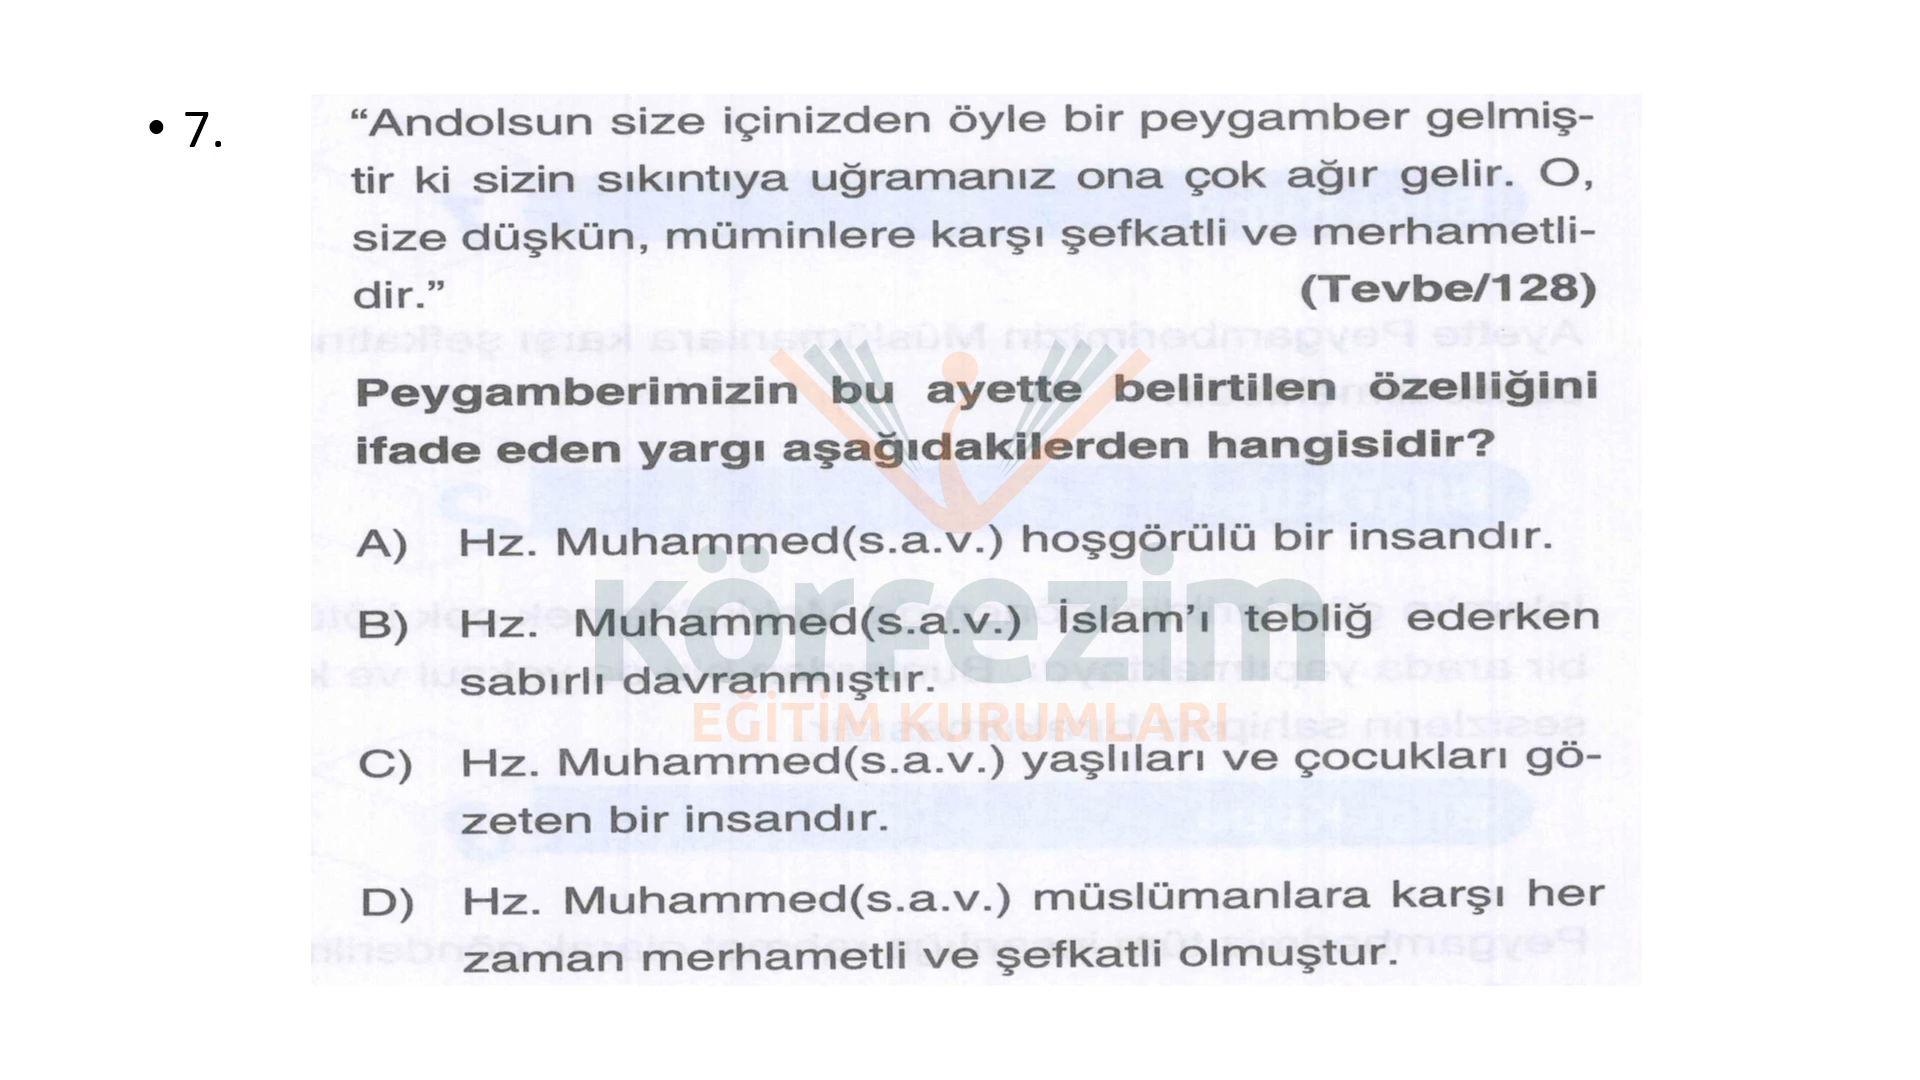 • 7.
“Andolsun size içinizden öyle bir peygamber gelmiş-
tir ki sizin sıkıntıya uğramanız ona çok ağır gelir. O,
size düşkün, müminlere karşı şefkatli ve merhametli-
dir.” (Tevbe/128)
Peygamberimizin bu ayette belirtilen özelliğini
ifade eden yargı aşağıdakilerden hangisidir?
A) Hz. Muhammed(s.a.v.) hoşgörülü bir insandır.
B) Hz. Muhammed(s.a.v.) İslam’ı tebliğ ederken
sabırlı davranmıştır.
C) Hz. Muhammed(s.a.v.) yaşlıları ve çocukları gö-
zeten bir insandır.
D) Hz. Muhammed(s.a.v.) müslümanlara karşı her
zaman merhametli ve şefkatli olmuştur.
körfezim
EĞİTİM KURUMLARI